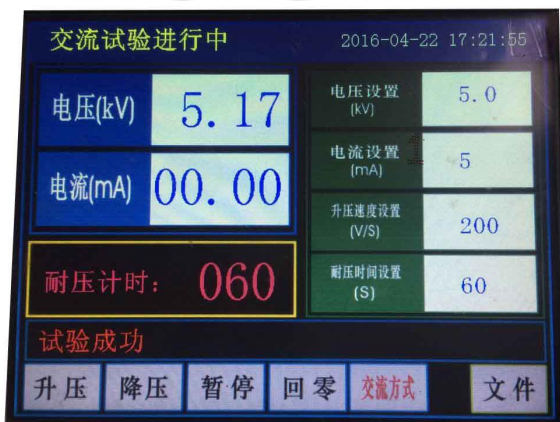 交流试验进行中 2016-04-22 17:21:55
电压(kV) 5.17
电流(mA) 00.00
耐压计时: 060
电压设置 (kV) 5.0
电流设置 (mA) 5
升压速度设置 (V/S) 200
耐压时间设置 (S) 60
试验成功
升压 降压 暂停 回零 交流方式 文件